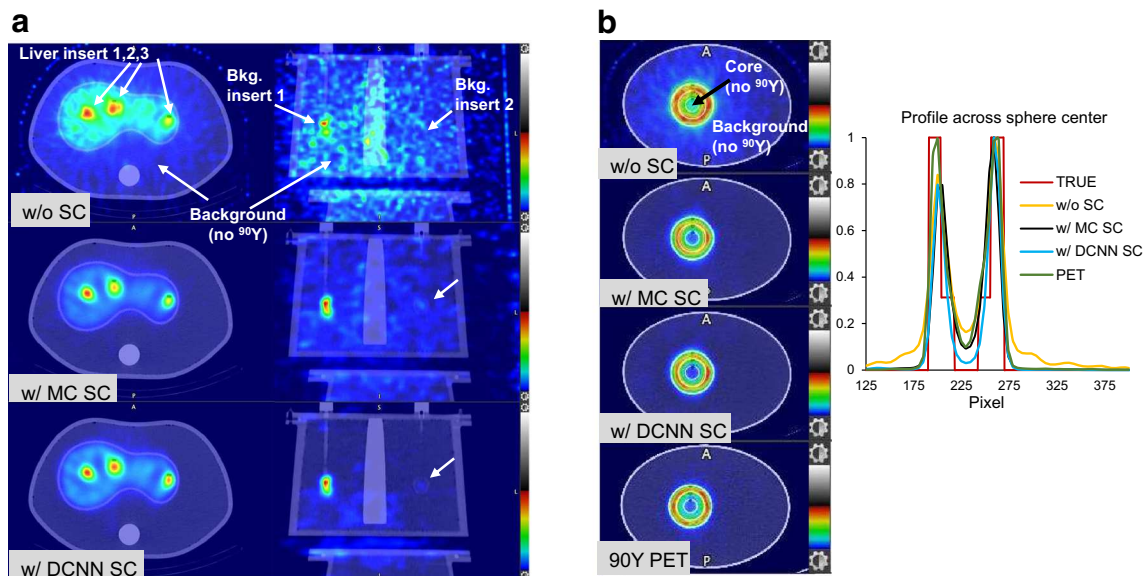 a
Liver insert 1,2,3
Bkg.
insert 1
Bkg.
insert 2
Background
(no ⁹⁰Y)
w/o SC
w/ MC SC
w/ DCNN SC
S
L
A
P
I
A
L
A
b
A
Core
(no ⁹⁰Y)
Background
(no ⁹⁰Y)
P
w/o SC
A
w/ MC SC
A
w/ DCNN SC
A
P
90Y PET
Profile across sphere center
1
0.8
0.6
0.4
0.2
0
125
175
225
275
325
375
Pixel
TRUE
w/o SC
w/ MC SC
w/ DCNN SC
PET